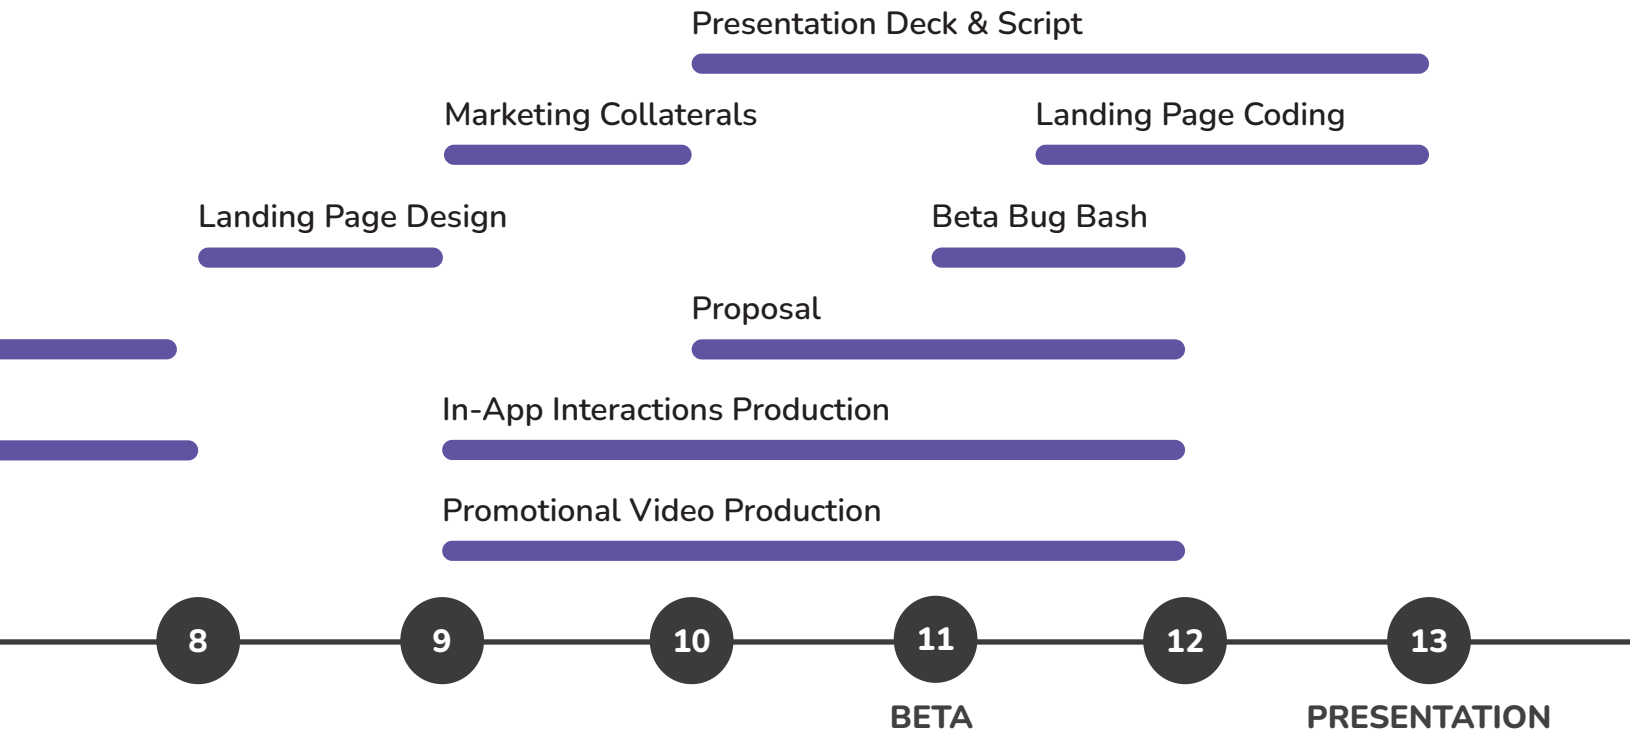 Presentation Deck & Script
Marketing Collaterals
Landing Page Coding
Landing Page Design
Beta Bug Bash
Proposal
In-App Interactions Production
Promotional Video Production
8
9
10
11
12
13
BETA
PRESENTATION